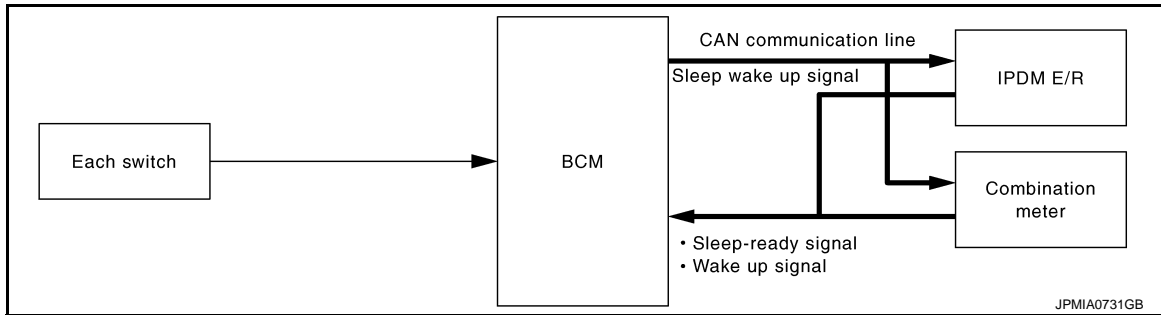 CAN communication line
Sleep wake up signal
IPDM E/R
Each switch
BCM
Combination
meter
• Sleep-ready signal
• Wake up signal
JPMIA0731GB